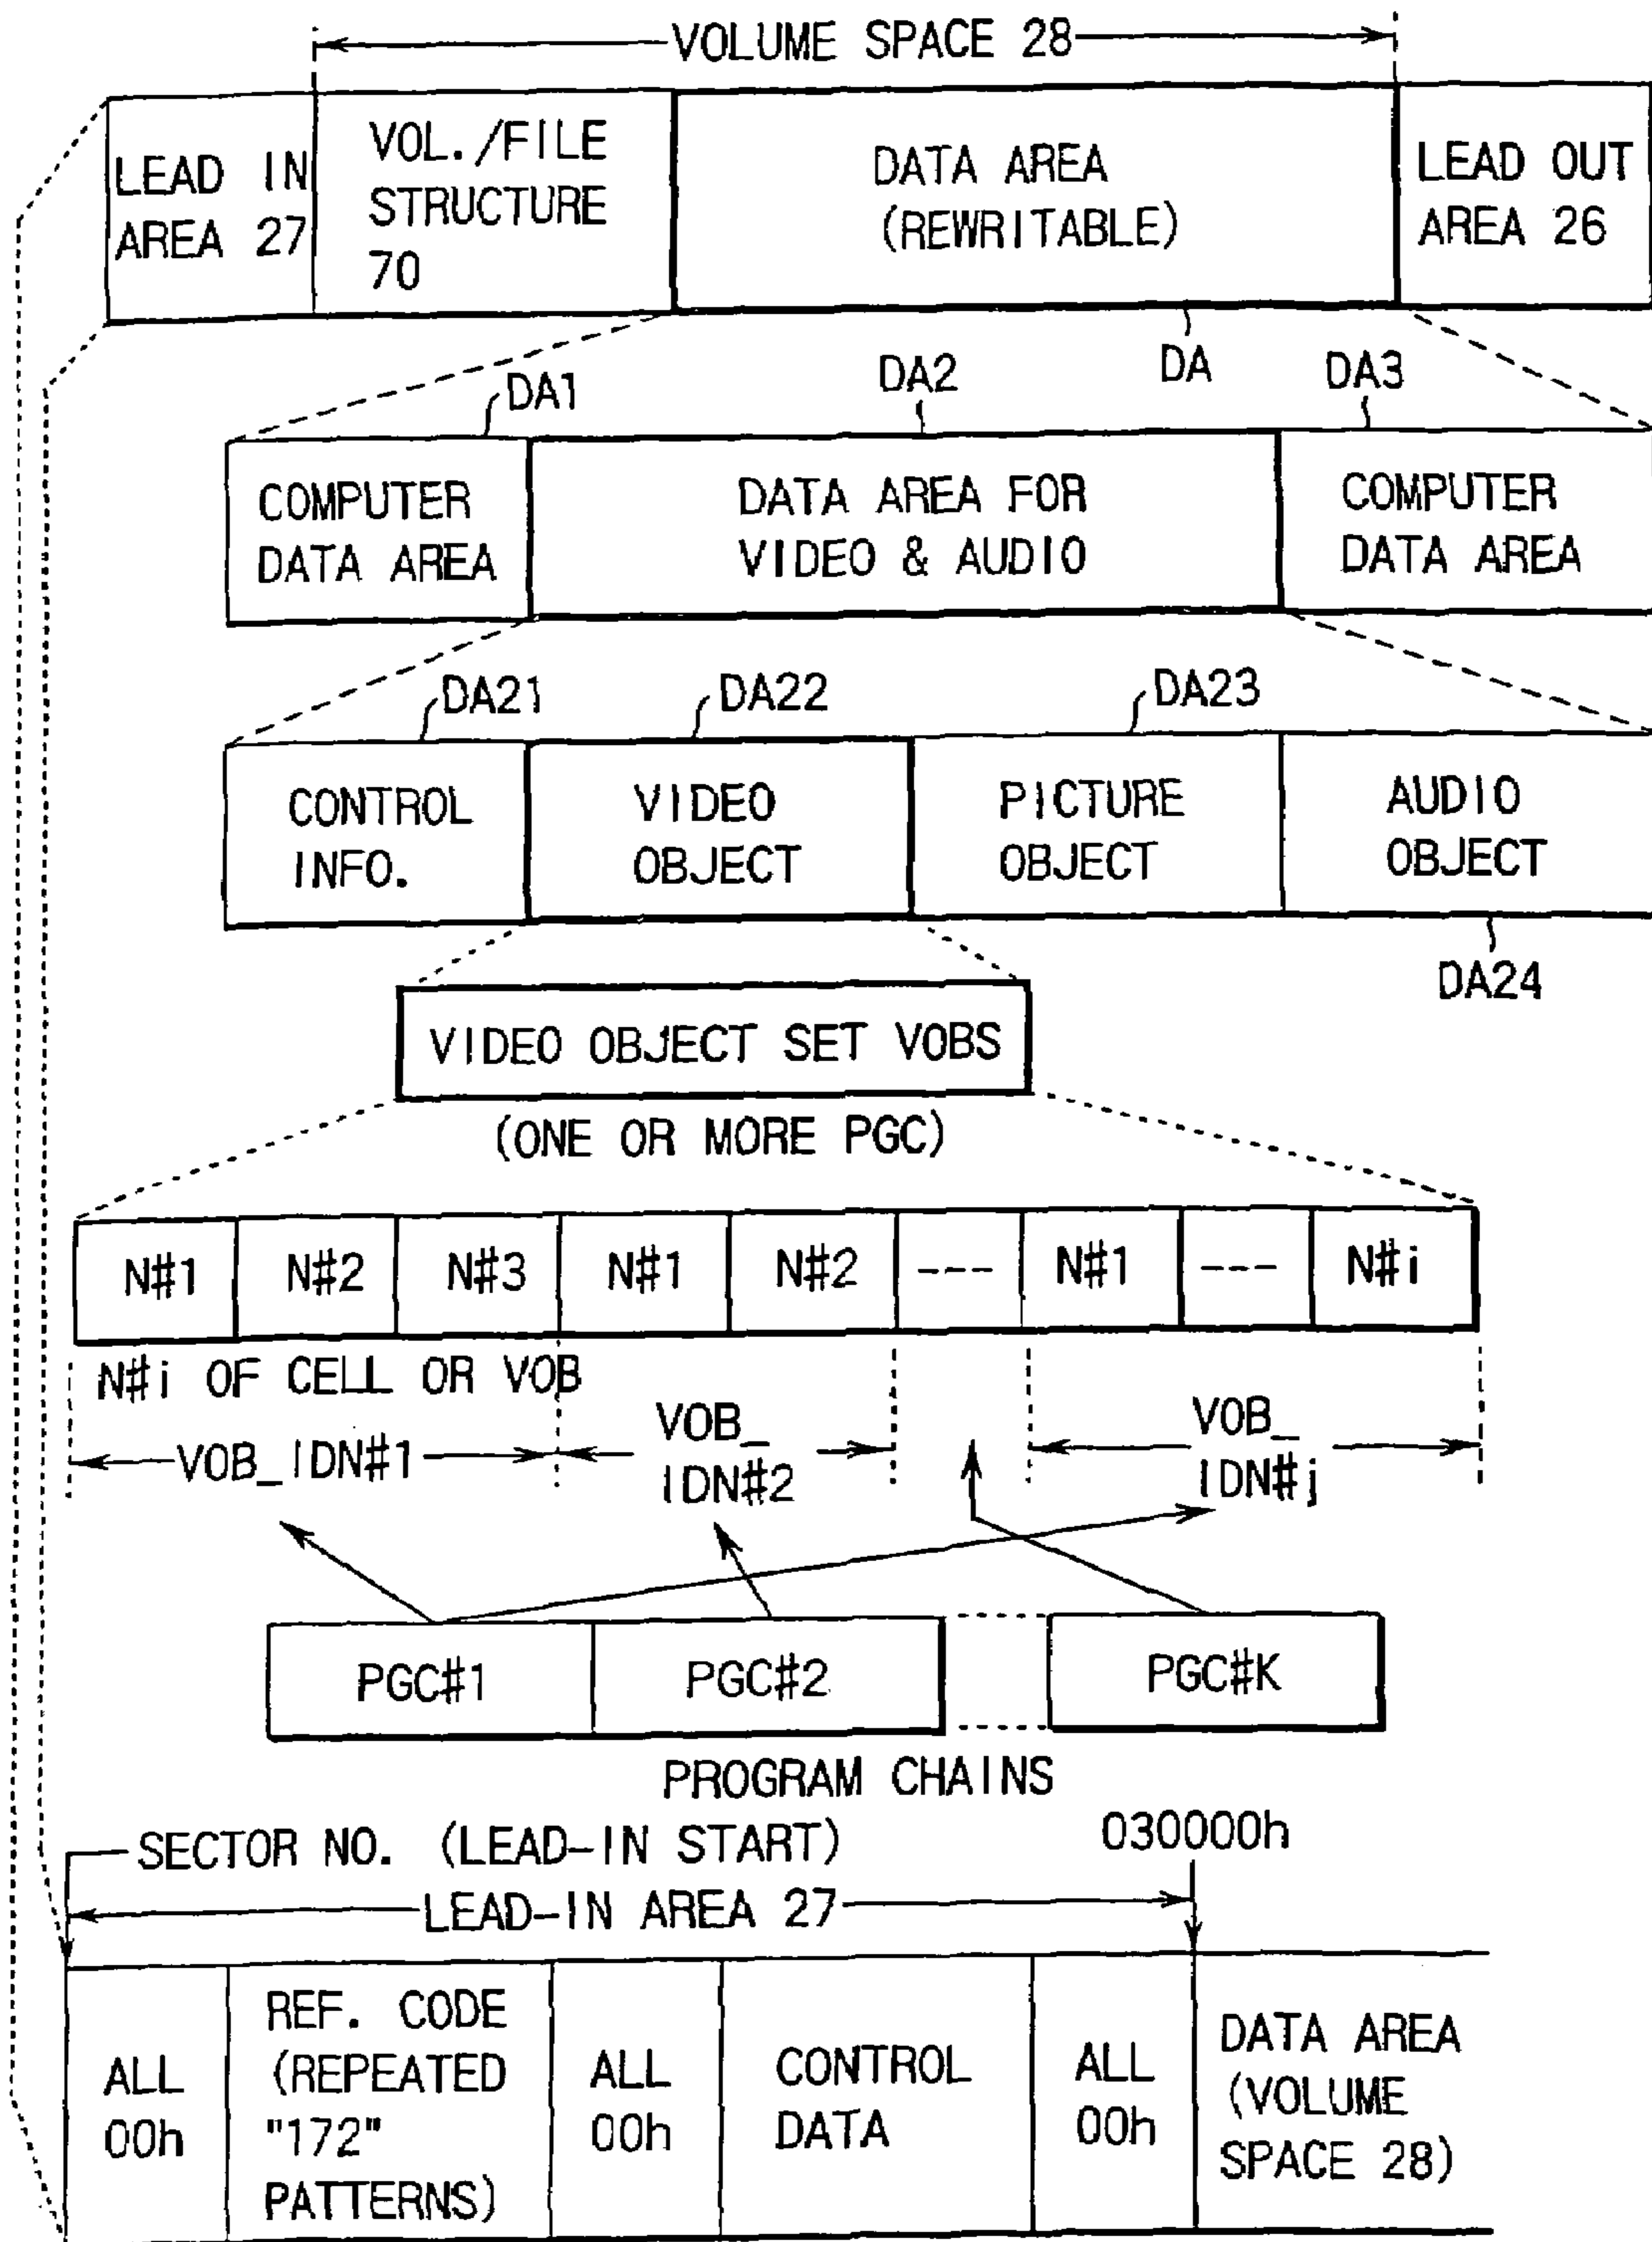 VOLUME SPACE 28
LEAD IN
AREA 27
VOL./FILE
STRUCTURE
70
DATA AREA
(REWRITABLE)
LEAD OUT
AREA 26
DA1
DA2
DA
DA3
COMPUTER
DATA AREA
DATA AREA FOR
VIDEO & AUDIO
COMPUTER
DATA AREA
DA21
DA22
DA23
CONTROL
INFO.
VIDEO
OBJECT
PICTURE
OBJECT
AUDIO
OBJECT
DA24
VIDEO OBJECT SET VOBS
(ONE OR MORE PGC)
N#1 N#2 N#3 N#1 N#2 --- N#1 --- N#i
N#i OF CELL OR VOB
VOB_IDN#1
VOB_
IDN#2
VOB_
IDN#j
PGC#1 PGC#2 PGC#K
PROGRAM CHAINS
SECTOR NO. (LEAD-IN START)
030000h
LEAD-IN AREA 27
ALL
00h
REF. CODE
(REPEATED
"172"
PATTERNS)
ALL
00h
CONTROL
DATA
ALL
00h
DATA AREA
(VOLUME
SPACE 28)